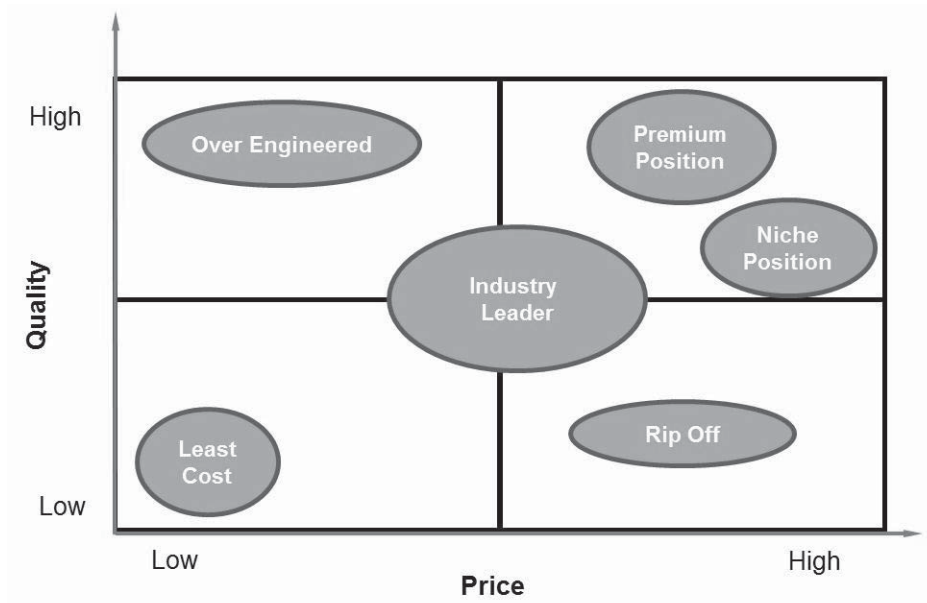 High
Over Engineered
Premium
Position
Niche
Position
Quality
Industry
Leader
Least
Cost
Rip Off
Low
Low
High
Price